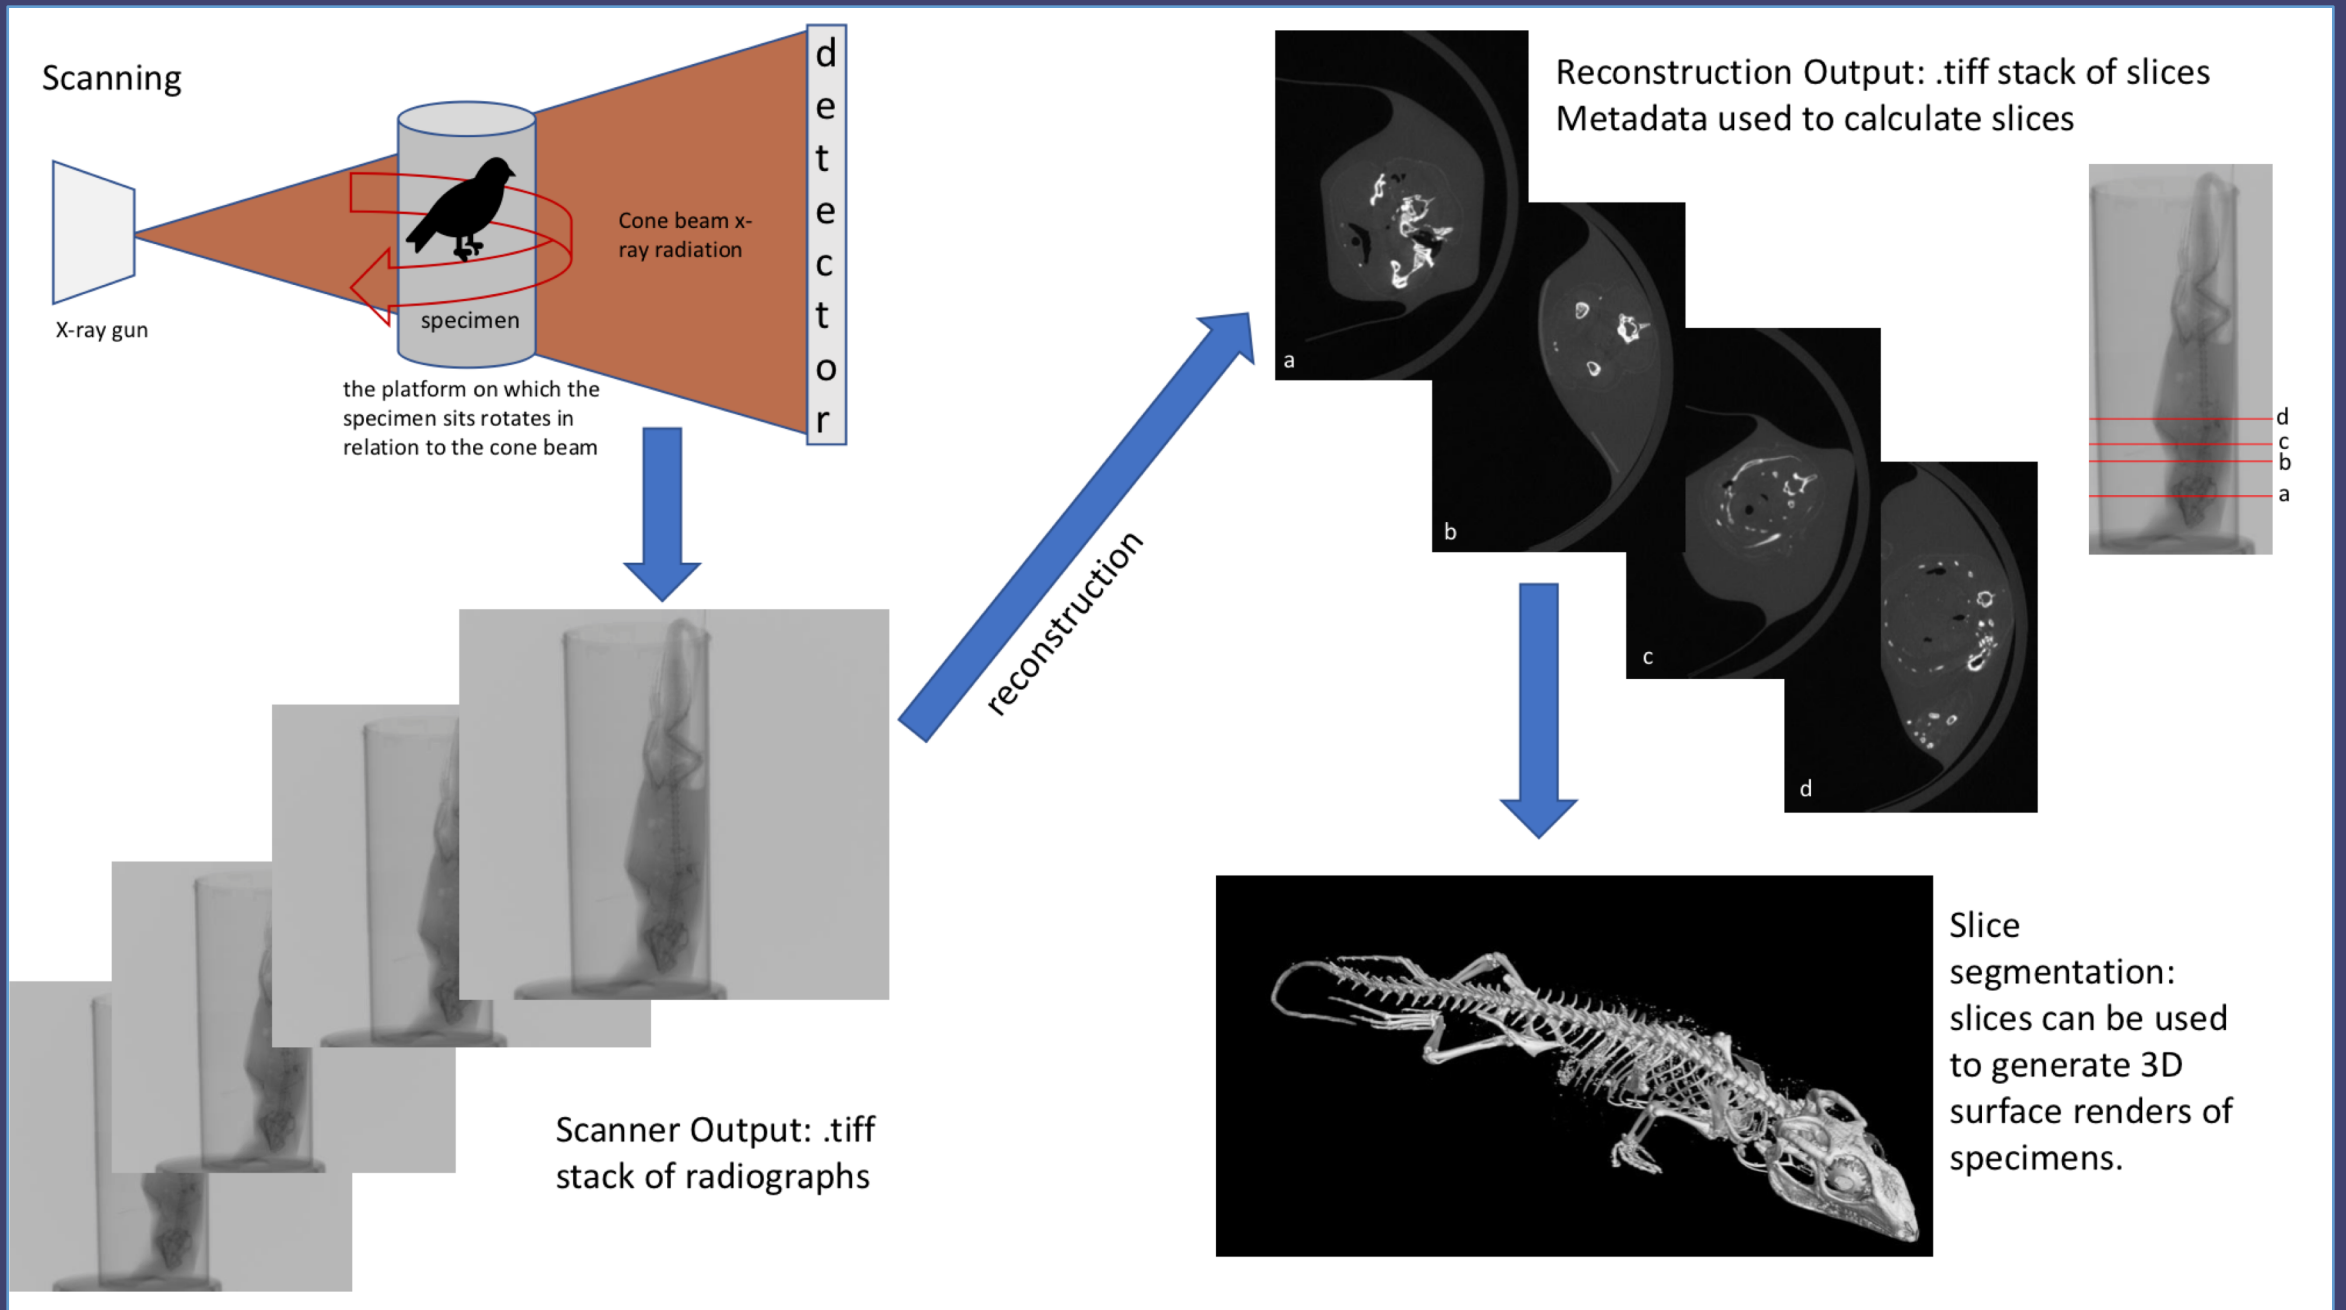 Scanning
d
e
t
e
c
t
o
r
Cone beam x-
ray radiation
X-ray gun
specimen
the platform on which the
specimen sits rotates in
relation to the cone beam
Scanner Output: .tiff
stack of radiographs
reconstruction
Reconstruction Output: .tiff stack of slices
Metadata used to calculate slices
a
b
c
d
d
c
b
a
Slice
segmentation:
slices can be used
to generate 3D
surface renders of
specimens.